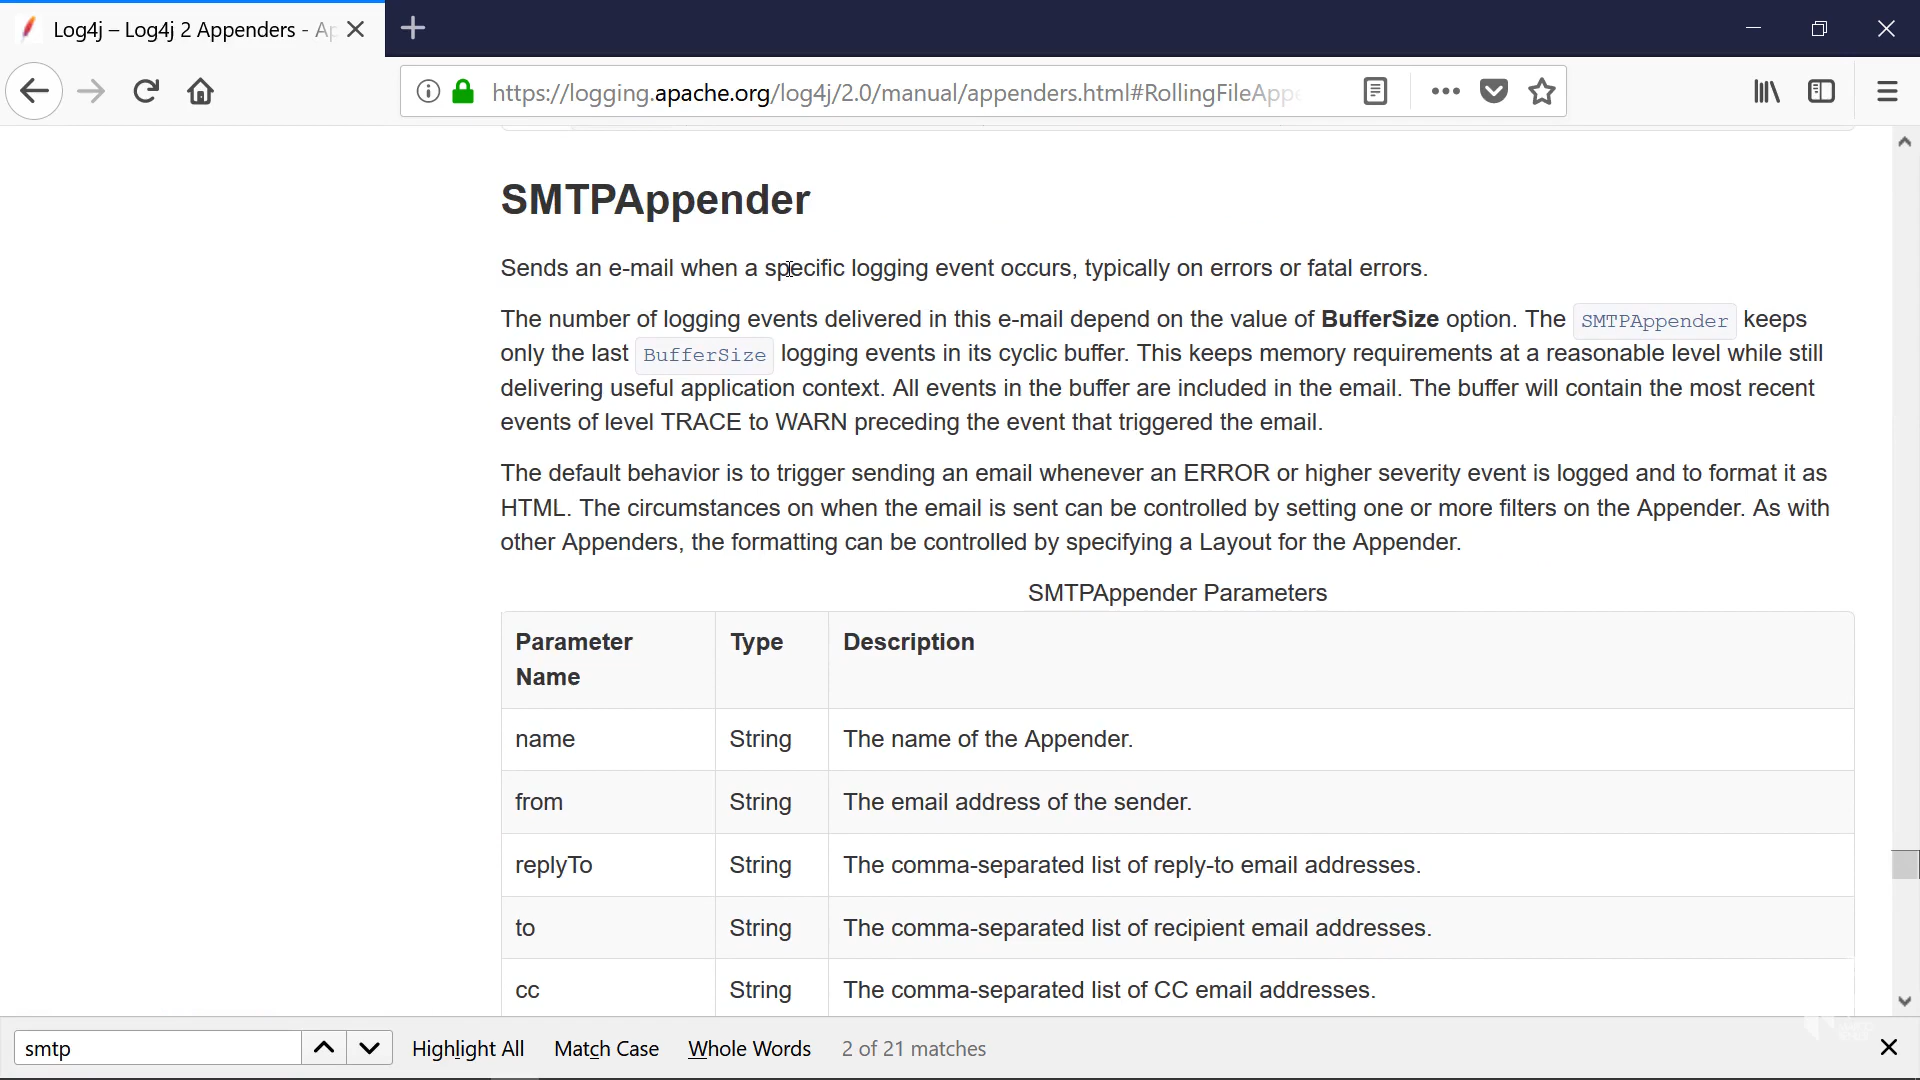 Log4j – Log4j 2 Appenders - Ap
https://logging.apache.org/log4j/2.0/manual/appenders.html#RollingFileAppe
SMTPAppender
Sends an e-mail when a specific logging event occurs, typically on errors or fatal errors.
The number of logging events delivered in this e-mail depend on the value of BufferSize option. The SMTPAppender keeps
only the last BufferSize logging events in its cyclic buffer. This keeps memory requirements at a reasonable level while still
delivering useful application context. All events in the buffer are included in the email. The buffer will contain the most recent
events of level TRACE to WARN preceding the event that triggered the email.
The default behavior is to trigger sending an email whenever an ERROR or higher severity event is logged and to format it as
HTML. The circumstances on when the email is sent can be controlled by setting one or more filters on the Appender. As with
other Appenders, the formatting can be controlled by specifying a Layout for the Appender.
SMTPAppender Parameters
Parameter Name Type Description
name String The name of the Appender.
from String The email address of the sender.
replyTo String The comma-separated list of reply-to email addresses.
to String The comma-separated list of recipient email addresses.
cc String The comma-separated list of CC email addresses.
smtp Highlight All Match Case Whole Words 2 of 21 matches